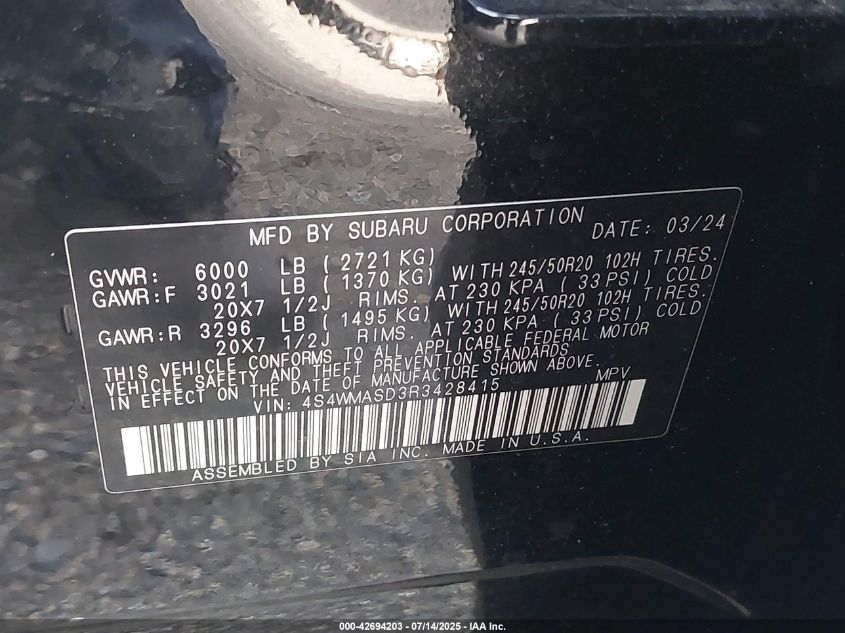 MFD BY SUBARU CORPORATION DATE: 03/24
GVWR: 6000 LB ( 2721 KG)
GAWR:F 3021 LB ( 1370 KG) WITH 245/50R20 102H TIRES.
20X7 1/2J RIMS. AT 230 KPA ( 33 PSI) COLD
GAWR:R 3296 LB ( 1495 KG) WITH 245/50R20 102H TIRES.
20X7 1/2J RIMS. AT 230 KPA ( 33 PSI) COLD
THIS VEHICLE CONFORMS TO ALL APPLICABLE FEDERAL MOTOR
VEHICLE SAFETY AND THEFT PREVENTION STANDARDS
IN EFFECT ON THE DATE OF MANUFACTURE SHOWN ABOVE.
VIN: 4S4WMASD3R3428415 MPV
ASSEMBLED BY SIA INC. MADE IN U.S.A.
000-42694203 - 07/14/2025 - IAA Inc.